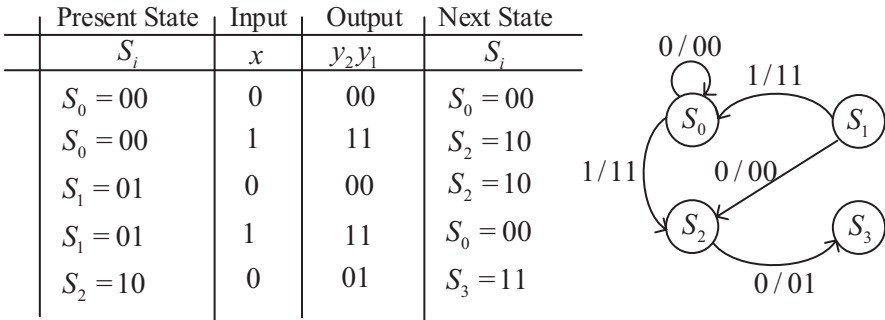 Present State Input Output Next State
S_i x y_2y_1 S_i
S_0 = 00 0 00 S_0 = 00
S_0 = 00 1 11 S_2 = 10
S_1 = 01 0 00 S_2 = 10
S_1 = 01 1 11 S_0 = 00
S_2 = 10 0 01 S_3 = 11
0 / 00
1 / 11
S_0
S_1
1 / 11
0 / 00
S_2
S_3
0 / 01